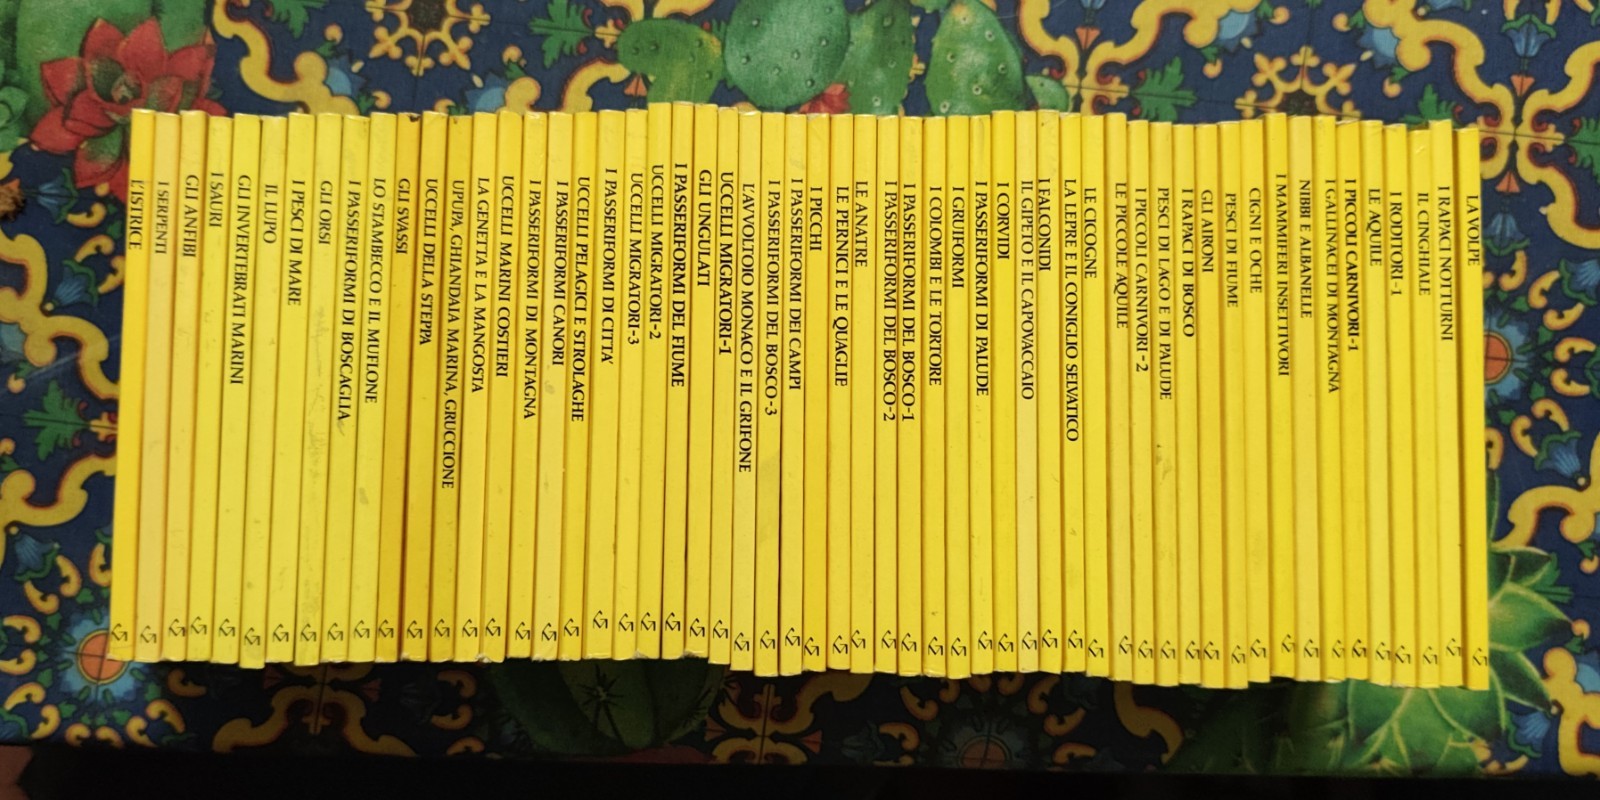 L'ISTRICE
I SERPENTI
GLI ANFIBI
I SAURI
GLI INVERTEBRATI MARINI
IL LUPO
I PESCI DI MARE
GLI ORSI
I PASSERIFORMI DI BOSCAGLIA
LO STAMBECCO E IL MUFLONE
GLI SVASSI
UCCELLI DELLA STEPPA
UPUPA, GHIANDAIA MARINA, GRUCCIONE
LA GENETTA E LA MANGOSTA
UCCELLI MARINI COSTIERI
I PASSERIFORMI DI MONTAGNA
I PASSERIFORMI CANORI
UCCELLI PELAGICI E STROLAGHE
I PASSERIFORMI DI CITTA'
UCCELLI MIGRATORI-3
UCCELLI MIGRATORI-2
I PASSERIFORMI DEL FIUME
GLI UNGULATI
UCCELLI MIGRATORI-1
L'AVVOLTOIO MONACO E IL GRIFONE
I PASSERIFORMI DEL BOSCO-3
I PASSERIFORMI DEI CAMPI
I PICCHI
LE PERNICI E LE QUAGLIE
LE ANATRE
I PASSERIFORMI DEL BOSCO-2
I PASSERIFORMI DEL BOSCO-1
I COLOMBI E LE TORTORE
I GRUIFORMI
I PASSERIFORMI DI PALUDE
I CORVIDI
IL GIPETO E IL CAPOVACCAIO
I FALCONIDI
LA LEPRE E IL CONIGLIO SELVATICO
LE CICOGNE
LE PICCOLE AQUILE
I PICCOLI CARNIVORI-2
PESCI DI LAGO E DI PALUDE
I RAPACI DI BOSCO
GLI AIRONI
PESCI DI FIUME
CIGNI E OCHE
I MAMMIFERI INSETTIVORI
NIBBI E ALBANELLE
I GALLINACEI DI MONTAGNA
I PICCOLI CARNIVORI-1
LE AQUILE
I RODITORI-1
IL CINGHIALE
I RAPACI NOTTURNI
LA VOLPE